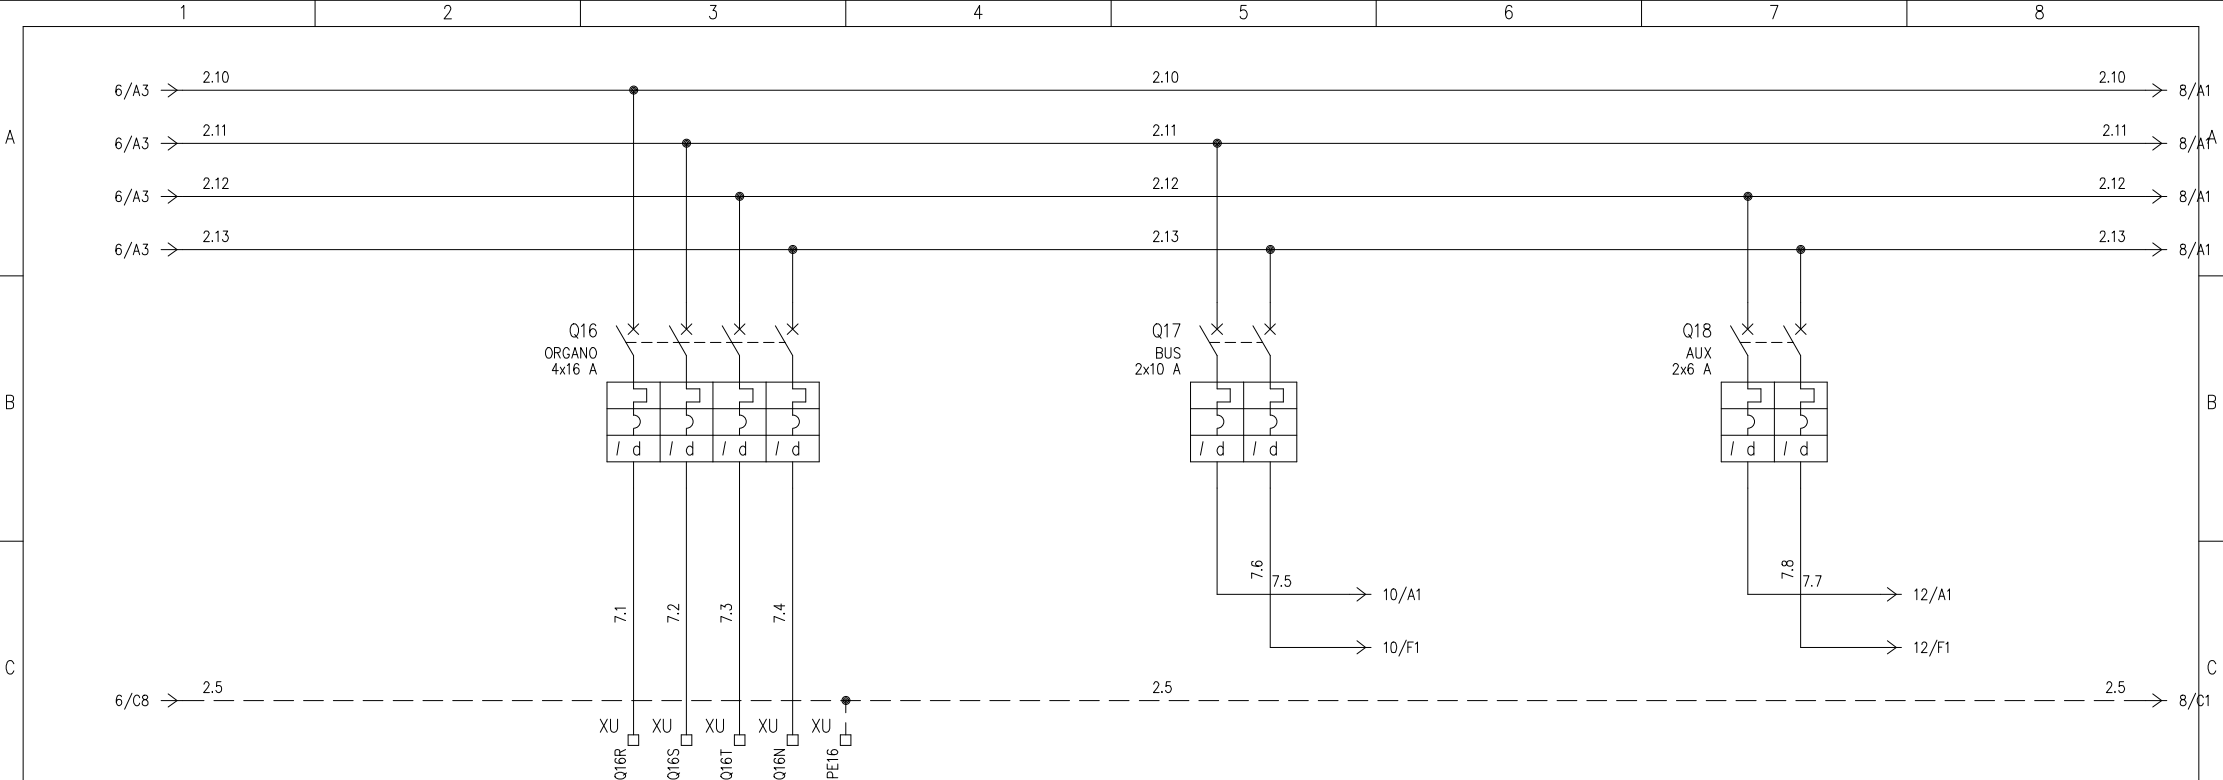 1 2 3 4 5 6 7 8
2.10 2.10 2.10
6/A3 8/A1
2.11 2.11 2.11
A 6/A3 8/A1 A
2.12 2.12 2.12
6/A3 8/A1
2.13 2.13 2.13
6/A3 8/A1
Q16 Q17 Q18
ORGANO BUS AUX
4x16 A 2x10 A 2x6 A
B B
I d I d I d I d I d I d I d I d
7.6 7.5 7.8 7.7
10/A1 12/A1
7.1 7.2 7.3 7.4
10/F1 12/F1
C C
2.5 2.5 2.5
6/C8 8/C1
XU XU XU XU XU
Q16R Q16S Q16T Q16N PE16